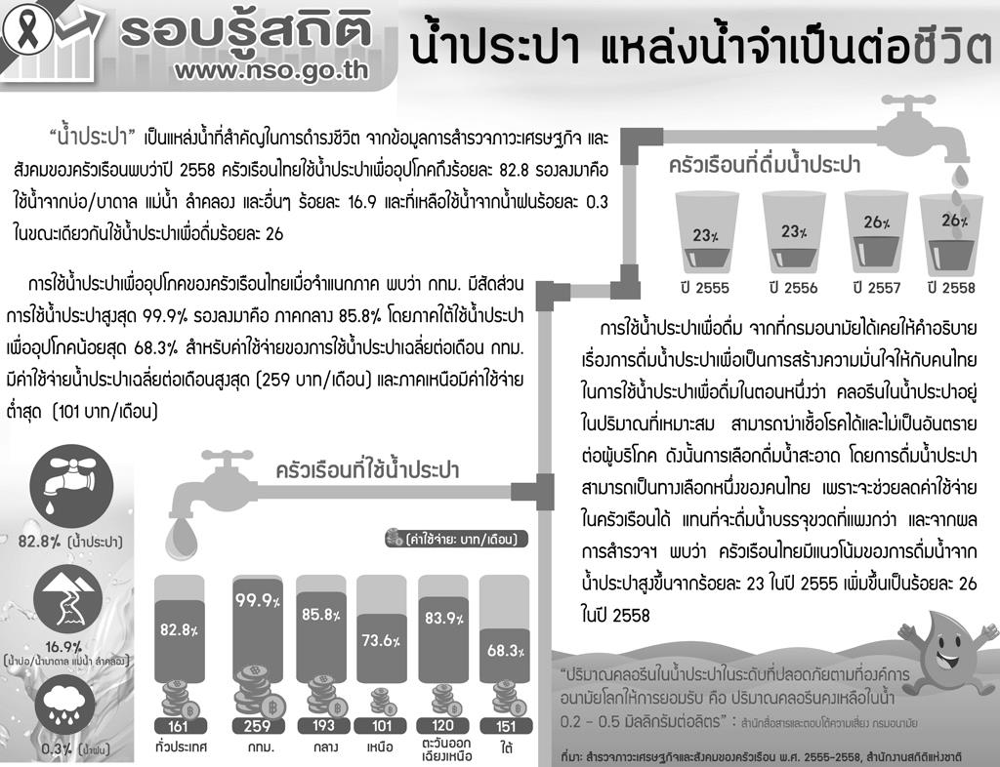 รอบรู้สถิติ
www.nso.go.th
น้ำประปา แหล่งน้ำจำเป็นต่อชีวิต
“น้ำประปา” เป็นแหล่งน้ำที่สำคัญในการดำรงชีวิต จากข้อมูลการสำรวจภาวะเศรษฐกิจ และ
สังคมของครัวเรือนพบว่าปี 2558 ครัวเรือนไทยใช้น้ำประปาเพื่ออุปโภคถึงร้อยละ 82.8 รองลงมาคือ
ใช้น้ำจากบ่อ/บาดาล แม่น้ำ ลำคลอง และอื่นๆ ร้อยละ 16.9 และที่เหลือใช้น้ำจากน้ำฝนร้อยละ 0.3
ในขณะเดียวกันใช้น้ำประปาเพื่อดื่มร้อยละ 26
การใช้น้ำประปาเพื่ออุปโภคของครัวเรือนไทยเมื่อจำแนกภาค พบว่า กทม. มีสัดส่วน
การใช้น้ำประปาสูงสุด 99.9% รองลงมาคือ ภาคกลาง 85.8% โดยภาคใต้ใช้น้ำประปา
เพื่ออุปโภคน้อยสุด 68.3% สำหรับค่าใช้จ่ายของการใช้น้ำประปาเฉลี่ยต่อเดือน กทม.
มีค่าใช้จ่ายน้ำประปาเฉลี่ยต่อเดือนสูงสุด (259 บาท/เดือน) และภาคเหนือมีค่าใช้จ่าย
ต่ำสุด (101 บาท/เดือน)
ครัวเรือนที่ดื่มน้ำประปา
23% 23% 26% 26%
ปี 2555 ปี 2556 ปี 2557 ปี 2558
การใช้น้ำประปาเพื่อดื่ม จากที่กรมอนามัยได้เคยให้คำอธิบาย
เรื่องการดื่มน้ำประปาเพื่อเป็นการสร้างความมั่นใจให้กับคนไทย
ในการใช้น้ำประปาเพื่อดื่มในตอนหนึ่งว่า คลอรีนในน้ำประปาอยู่
ในปริมาณที่เหมาะสม สามารถฆ่าเชื้อโรคได้และไม่เป็นอันตราย
ต่อผู้บริโภค ดังนั้นการเลือกดื่มน้ำสะอาด โดยการดื่มน้ำประปา
สามารถเป็นทางเลือกหนึ่งของคนไทย เพราะจะช่วยลดค่าใช้จ่าย
ในครัวเรือนได้ แทนที่จะดื่มน้ำบรรจุขวดที่แพงกว่า และจากผล
การสำรวจฯ พบว่า ครัวเรือนไทยมีแนวโน้มของการดื่มน้ำจาก
น้ำประปาสูงขึ้นจากร้อยละ 23 ในปี 2555 เพิ่มขึ้นเป็นร้อยละ 26
ในปี 2558
82.8% (น้ำประปา)
16.9%
(น้ำบ่อ/น้ำบาดาล แม่น้ำ ลำคลอง)
0.3% (น้ำฝน)
ครัวเรือนที่ใช้น้ำประปา
(ค่าใช้จ่าย: บาท/เดือน)
82.8% 99.9% 85.8% 73.6% 83.9% 68.3%
161 259 193 101 120 151
ทั่วประเทศ กทม. กลาง เหนือ ตะวันออก ใต้
เฉียงเหนือ
“ปริมาณคลอรีนในน้ำประปาในระดับที่ปลอดภัยตามที่องค์การ
อนามัยโลกให้การยอมรับ คือ ปริมาณคลอรีนคงเหลือในน้ำ
0.2 – 0.5 มิลลิกรัมต่อลิตร” : สำนักสื่อสารและตอบโต้ความเสี่ยง กรมอนามัย
ที่มา: สำรวจภาวะเศรษฐกิจและสังคมของครัวเรือน พ.ศ. 2555-2558, สำนักงานสถิติแห่งชาติ